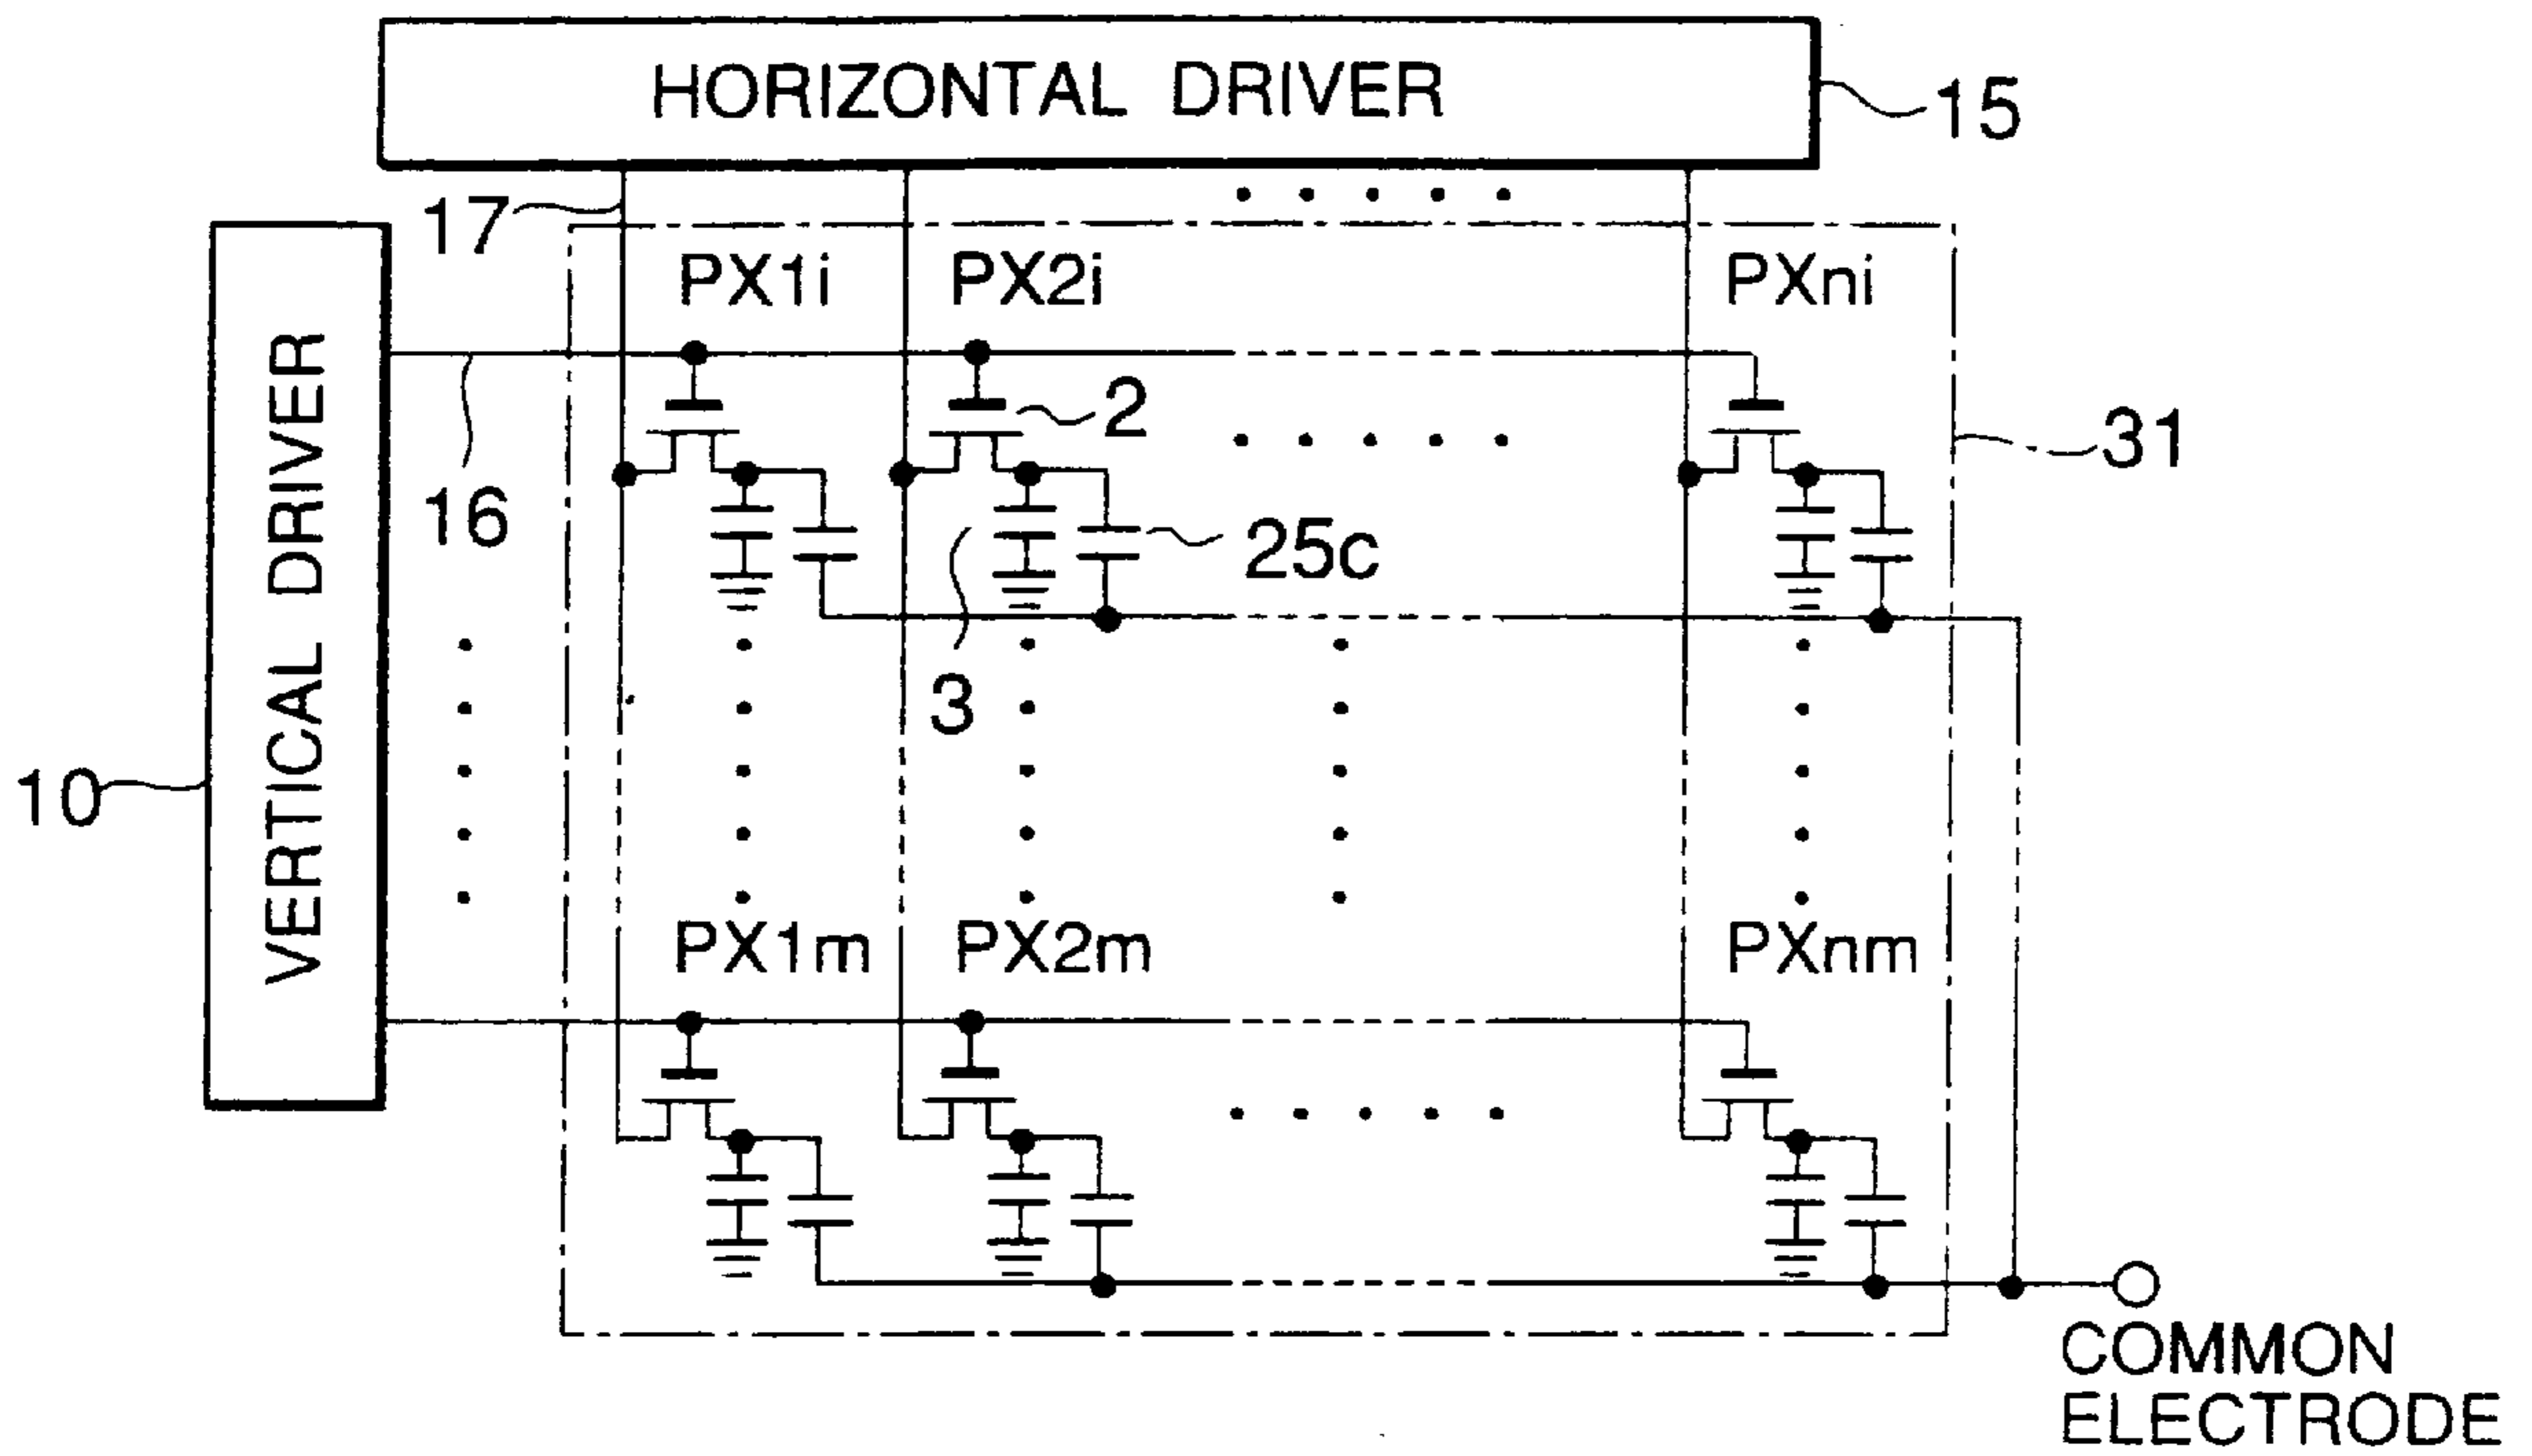 HORIZONTAL DRIVER
15
17
PX1i PX2i PXni
2
31
16
25c
VERTICAL DRIVER
3
10
PX1m PX2m PXnm
COMMON
ELECTRODE